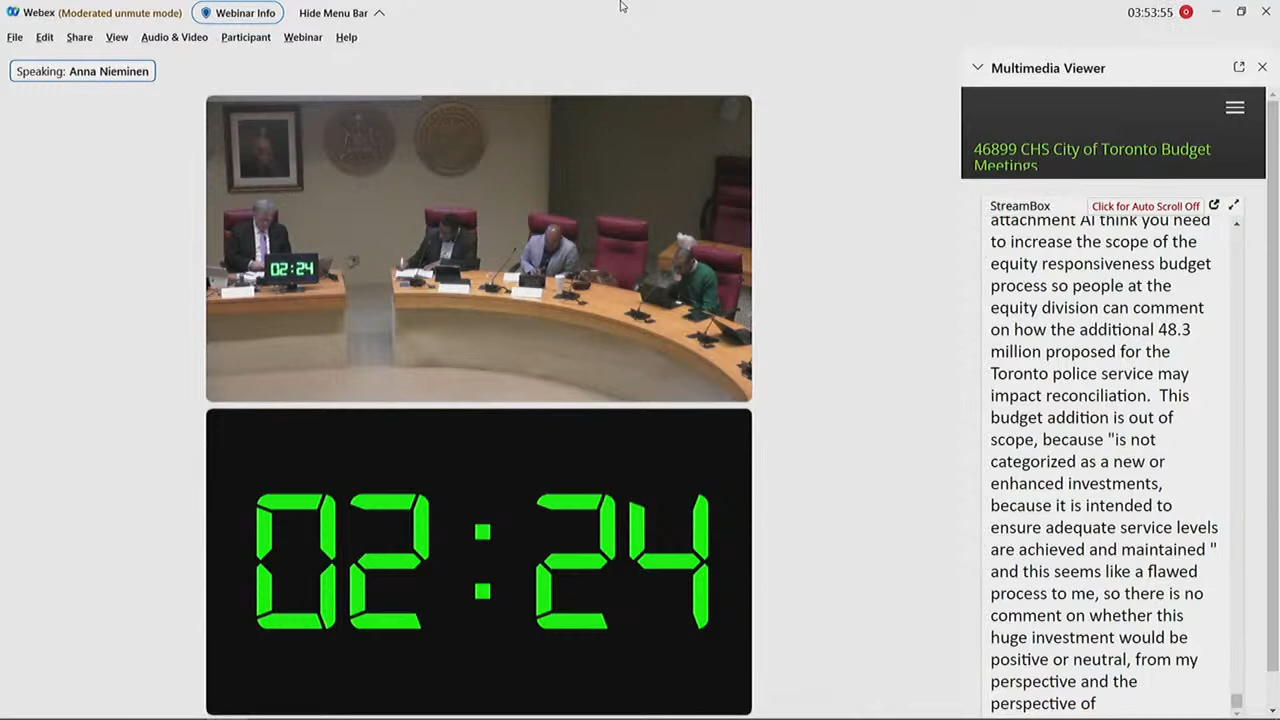 Webex (Moderated unmute mode) Webinar Info Hide Menu Bar 03:53:55
File Edit Share View Audio & Video Participant Webinar Help
Speaking: Anna Nieminen
Multimedia Viewer
46899 CHS City of Toronto Budget
Meetings
StreamBox Click for Auto Scroll Off
attachment AI think you need
to increase the scope of the
equity responsiveness budget
process so people at the
equity division can comment
on how the additional 48.3
million proposed for the
Toronto police service may
impact reconciliation. This
budget addition is out of
scope, because "is not
categorized as a new or
enhanced investments,
because it is intended to
ensure adequate service levels
are achieved and maintained "
and this seems like a flawed
process to me, so there is no
comment on whether this
huge investment would be
positive or neutral, from my
perspective and the
perspective of
02:24
02:24